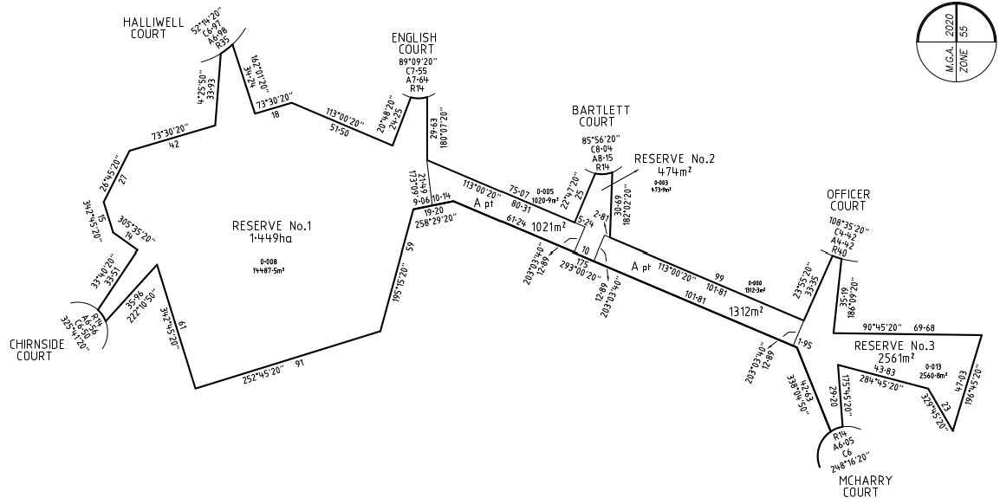 HALLIWELL
COURT
52°14'20"
C6·97
A6·98
R35
4°25'50"
33·93
162°01'20"
34·24
73°30'20"
18
113°00'20"
51·50
20°48'20"
24·25
ENGLISH
COURT
89°09'20"
C7·55
A7·64
R14
29·63
180°07'20"
73°30'20"
42
26°45'20"
27
342°45'20"
15
305°35'20"
14
33°40'20"
33·51
RESERVE No.1
1·449ha
0·008
14487·5m²
R14
A6·56
C6·50
325°41'20"
CHIRNSIDE
COURT
35·96
222°10'50"
61
342°45'20"
252°45'20"
91
59
195°15'20"
21·49
173°09'
9·06
10·14
19·20
258°29'20"
113°00'20"
75·07
80·31
A pt
61·24
0·005
1020·9m²
1021m²
BARTLETT
COURT
85°56'20"
C8·04
A8·15
R14
22°47'20"
25
RESERVE No.2
474m²
0·003
473·9m²
30·69
182°02'20"
5·24
2·81
10
175
293°00'20"
203°03'40"
12·89
12·89
203°03'40"
A pt
113°00'20"
99
101·81
101·81
0·000
1312·3m²
1312m²
OFFICER
COURT
108°35'20"
C4·42
A4·42
R40
23°55'20"
33·35
35·19
186°09'20"
90°45'20"
69·68
RESERVE No.3
2561m²
0·013
2560·8m²
43·83
284°45'20"
47·03
196°45'20"
23
329°45'20"
1·95
203°03'40"
12·89
42·63
338°04'50"
175°45'20"
29·20
R14
A6·05
C6
248°16'20"
MCHARRY
COURT
M.G.A. 2020
ZONE 55